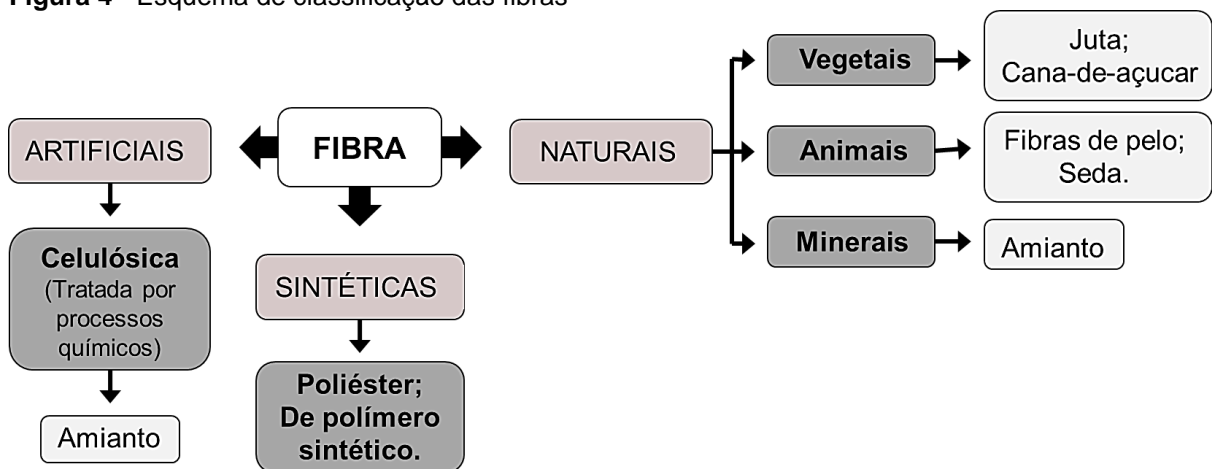 Figura 4 - Esquema de classificação das fibras
FIBRA
ARTIFICIAIS
Celulósica
(Tratada por
processos
químicos)
Amianto
SINTÉTICAS
Poliéster;
De polímero
sintético.
NATURAIS
Vegetais
Juta;
Cana-de-açucar
Animais
Fibras de pelo;
Seda.
Minerais
Amianto